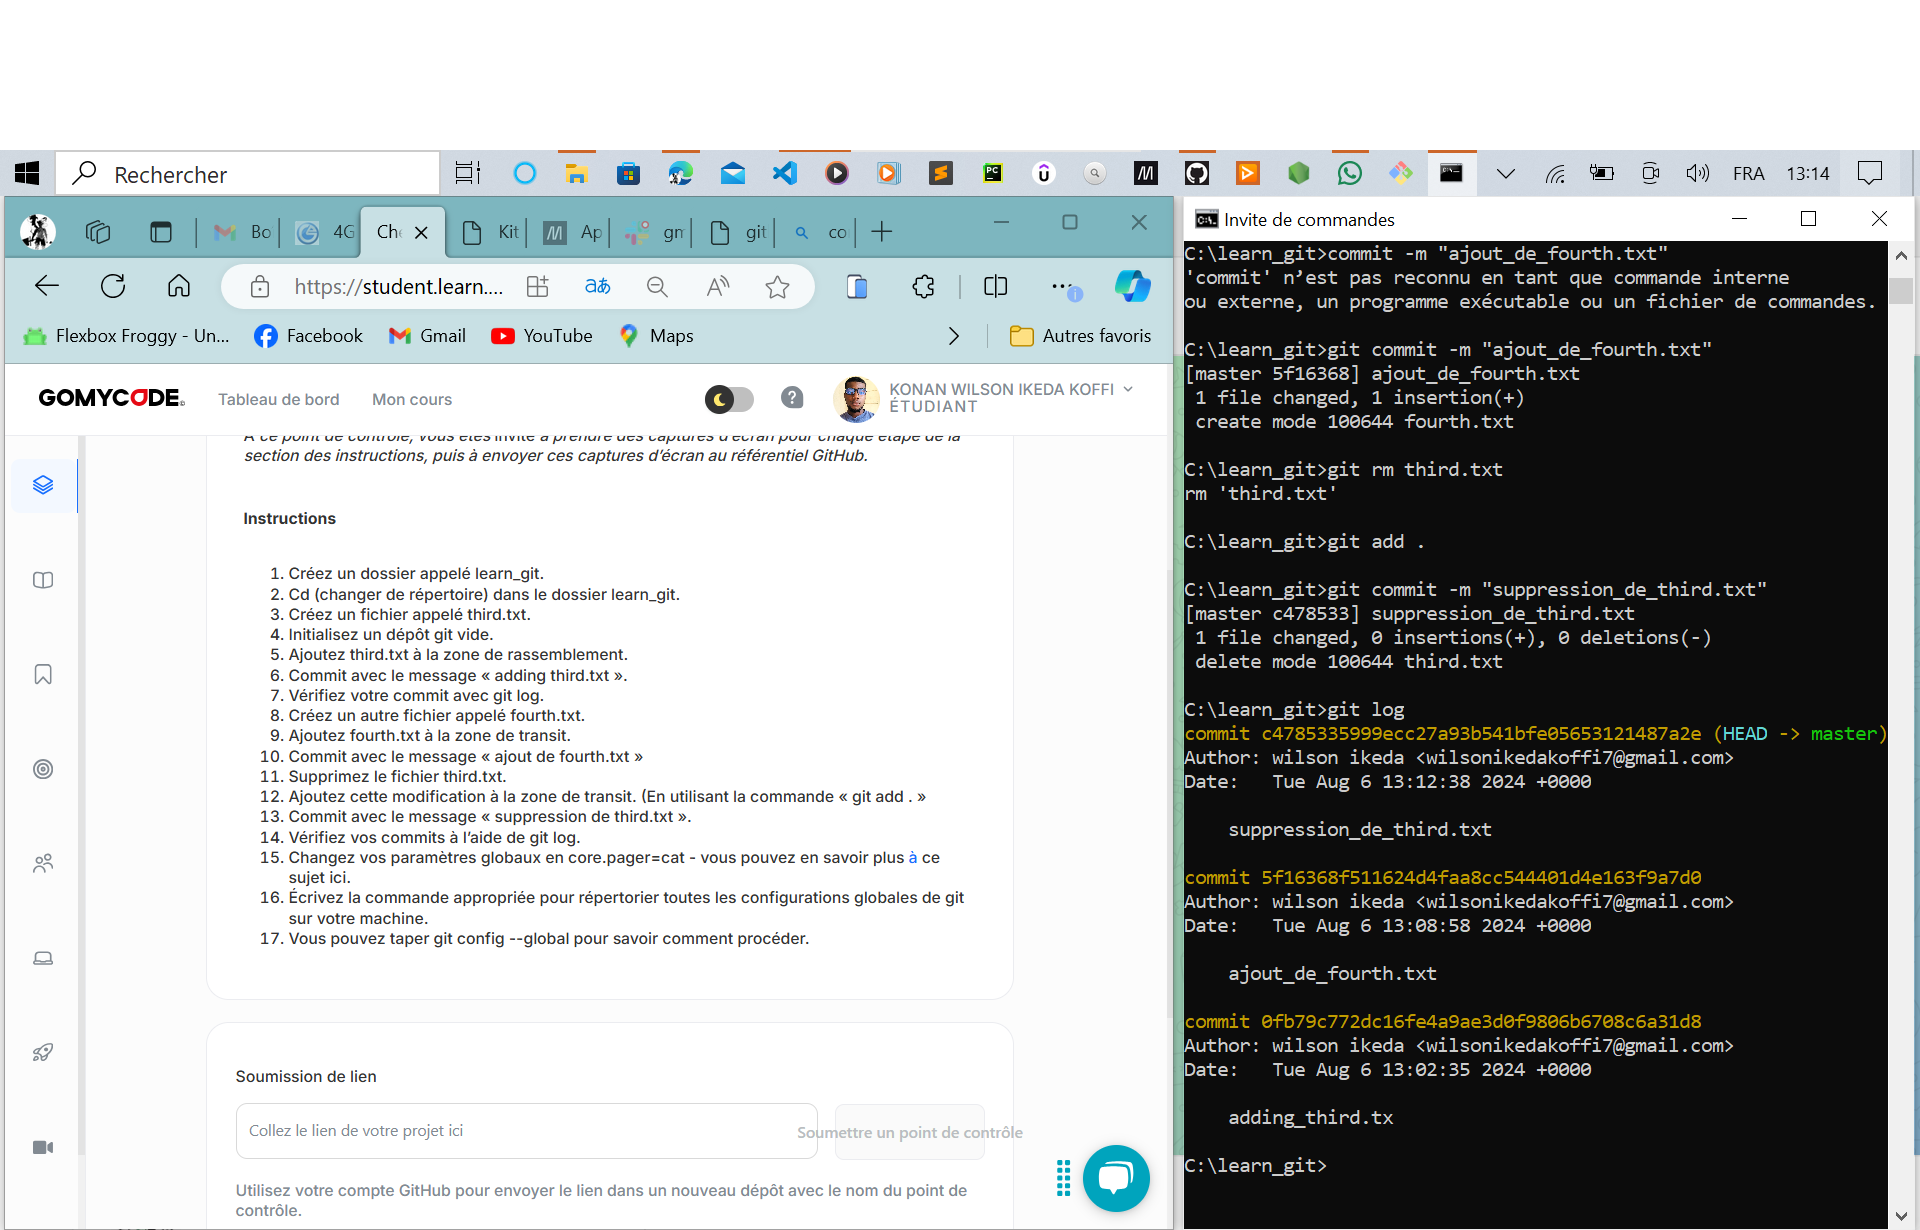 Rechercher
FRA
13:14
Bo
4G
Che
Kit
Ap
gm
git
co
https://student.learn....
Flexbox Froggy - Un...
Facebook
Gmail
YouTube
Maps
Autres favoris
GOMYCODE
Tableau de bord
Mon cours
KONAN WILSON IKEDA KOFFI
ÉTUDIANT
À ce point de contrôle, vous êtes invité à prendre des captures d'écran pour chaque étape de la
section des instructions, puis à envoyer ces captures d'écran au référentiel GitHub.
Instructions
1. Créez un dossier appelé learn_git.
2. Cd (changer de répertoire) dans le dossier learn_git.
3. Créez un fichier appelé third.txt.
4. Initialisez un dépôt git vide.
5. Ajoutez third.txt à la zone de rassemblement.
6. Commit avec le message « adding third.txt ».
7. Vérifiez votre commit avec git log.
8. Créez un autre fichier appelé fourth.txt.
9. Ajoutez fourth.txt à la zone de transit.
10. Commit avec le message « ajout de fourth.txt »
11. Supprimez le fichier third.txt.
12. Ajoutez cette modification à la zone de transit. (En utilisant la commande « git add . »
13. Commit avec le message « suppression de third.txt ».
14. Vérifiez vos commits à l'aide de git log.
15. Changez vos paramètres globaux en core.pager=cat - vous pouvez en savoir plus à ce
sujet ici.
16. Écrivez la commande appropriée pour répertorier toutes les configurations globales de git
sur votre machine.
17. Vous pouvez taper git config --global pour savoir comment procéder.
Soumission de lien
Collez le lien de votre projet ici
Soumettre un point de contrôle
Utilisez votre compte GitHub pour envoyer le lien dans un nouveau dépôt avec le nom du point de
contrôle.
Invite de commandes
C:\learn_git>commit -m "ajout_de_fourth.txt"
'commit' n'est pas reconnu en tant que commande interne
ou externe, un programme exécutable ou un fichier de commandes.
C:\learn_git>git commit -m "ajout_de_fourth.txt"
[master 5f16368] ajout_de_fourth.txt
1 file changed, 1 insertion(+)
create mode 100644 fourth.txt
C:\learn_git>git rm third.txt
rm 'third.txt'
C:\learn_git>git add .
C:\learn_git>git commit -m "suppression_de_third.txt"
[master c478533] suppression_de_third.txt
1 file changed, 0 insertions(+), 0 deletions(-)
delete mode 100644 third.txt
C:\learn_git>git log
commit c4785335999ecc27a93b541bfe05653121487a2e (HEAD -> master)
Author: wilson ikeda <wilsonikedakoffi7@gmail.com>
Date: Tue Aug 6 13:12:38 2024 +0000
suppression_de_third.txt
commit 5f16368f511624d4faa8cc544401d4e163f9a7d0
Author: wilson ikeda <wilsonikedakoffi7@gmail.com>
Date: Tue Aug 6 13:08:58 2024 +0000
ajout_de_fourth.txt
commit 0fb79c772dc16fe4a9ae3d0f9806b6708c6a31d8
Author: wilson ikeda <wilsonikedakoffi7@gmail.com>
Date: Tue Aug 6 13:02:35 2024 +0000
adding_third.tx
C:\learn_git>